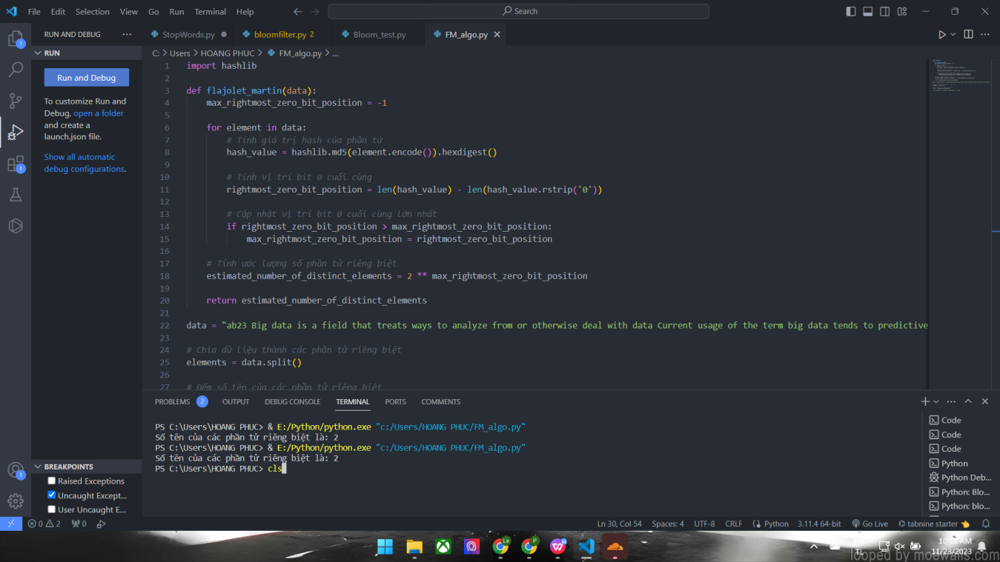 File Edit Selection View Go Run Terminal Help
Search
RUN AND DEBUG ...
StopWords.py
bloomfilter.py 2
Bloom_test.py
FM_algo.py
RUN
Run and Debug
To customize Run and
Debug, open a folder
and create a
launch.json file.
Show all automatic
debug configurations.
C: > Users > HOANG PHUC > FM_algo.py > ...
1 import hashlib
2
3 def flajolet_martin(data):
4 max_rightmost_zero_bit_position = -1
5
6 for element in data:
7 # Tính giá trị hash của phần tử
8 hash_value = hashlib.md5(element.encode()).hexdigest()
9
10 # Tính vị trí bit 0 cuối cùng
11 rightmost_zero_bit_position = len(hash_value) - len(hash_value.rstrip('0'))
12
13 # Cập nhật vị trí bit 0 cuối cùng lớn nhất
14 if rightmost_zero_bit_position > max_rightmost_zero_bit_position:
15 max_rightmost_zero_bit_position = rightmost_zero_bit_position
16
17 # Tính ước lượng số phần tử riêng biệt
18 estimated_number_of_distinct_elements = 2 ** max_rightmost_zero_bit_position
19
20 return estimated_number_of_distinct_elements
21
22 data = "ab23 Big data is a field that treats ways to analyze from or otherwise deal with data Current usage of the term big data tends to predictive
23
24 # Chia dữ liệu thành các phần tử riêng biệt
25 elements = data.split()
26
27 # Đếm số tên của các phần tử riêng biệt
PROBLEMS 2 OUTPUT DEBUG CONSOLE TERMINAL PORTS COMMENTS
PS C:\Users\HOANG PHUC> & E:/Python/python.exe "c:/Users/HOANG PHUC/FM_algo.py"
Số tên của các phần tử riêng biệt là: 2
PS C:\Users\HOANG PHUC> & E:/Python/python.exe "c:/Users/HOANG PHUC/FM_algo.py"
Số tên của các phần tử riêng biệt là: 2
PS C:\Users\HOANG PHUC> cls
Code
Code
Code
Python
Python Deb...
Python: Blo...
Python: blo...
BREAKPOINTS
Raised Exceptions
Uncaught Except...
User Uncaught E...
0 2 0
Ln 30, Col 54 Spaces: 4 UTF-8 CRLF Python 3.11.4 64-bit Go Live tabnine starter
10:18 AM
11/23/2023
looped by moewalls.com